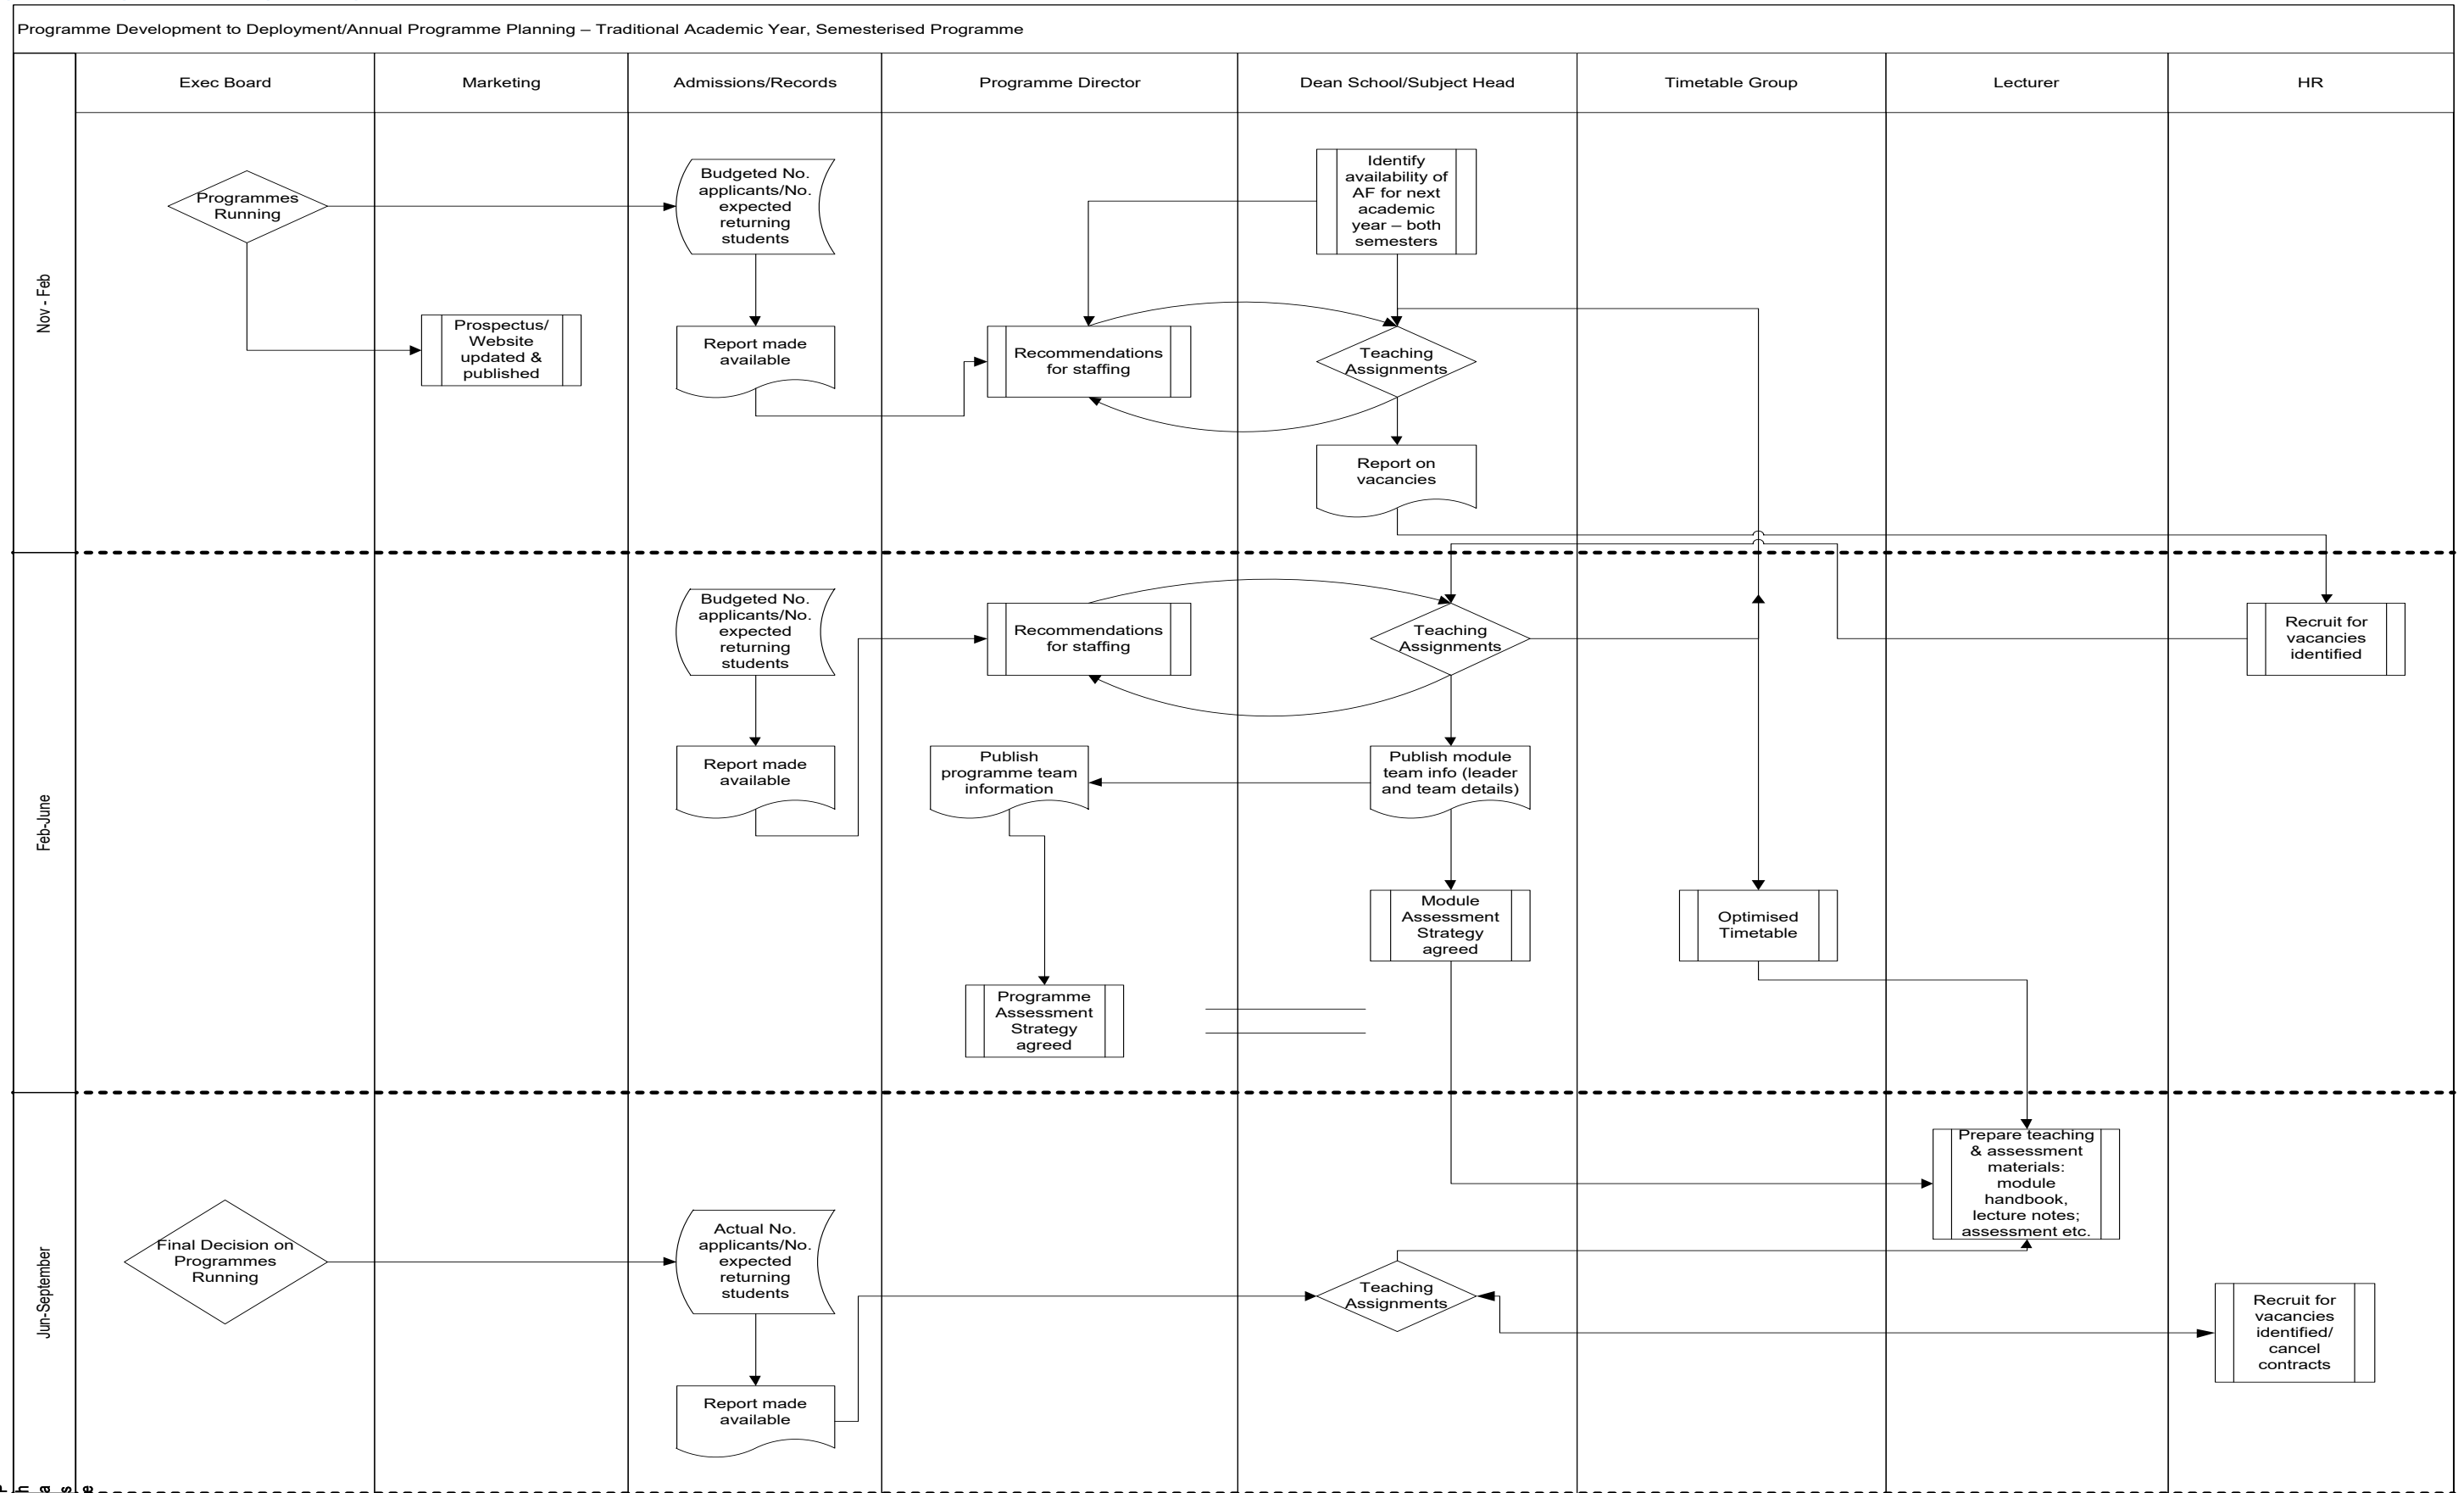 Programme Development to Deployment/Annual Programme Planning – Traditional Academic Year, Semesterised Programme
Exec Board
Marketing
Admissions/Records
Programme Director
Dean School/Subject Head
Timetable Group
Lecturer
HR
Nov - Feb
Programmes
Running
Budgeted No.
applicants/No.
expected
returning
students
Identify
availability of
AF for next
academic
year – both
semesters
Prospectus/
Website
updated &
published
Report made
available
Recommendations
for staffing
Teaching
Assignments
Report on
vacancies
Feb-June
Budgeted No.
applicants/No.
expected
returning
students
Recommendations
for staffing
Teaching
Assignments
Recruit for
vacancies
identified
Report made
available
Publish
programme team
information
Publish module
team info (leader
and team details)
Module
Assessment
Strategy
agreed
Optimised
Timetable
Programme
Assessment
Strategy
agreed
Jun-September
Prepare teaching
& assessment
materials:
module
handbook,
lecture notes;
assessment etc.
Final Decision on
Programmes
Running
Actual No.
applicants/No.
expected
returning
students
Teaching
Assignments
Recruit for
vacancies
identified/
cancel
contracts
Report made
available